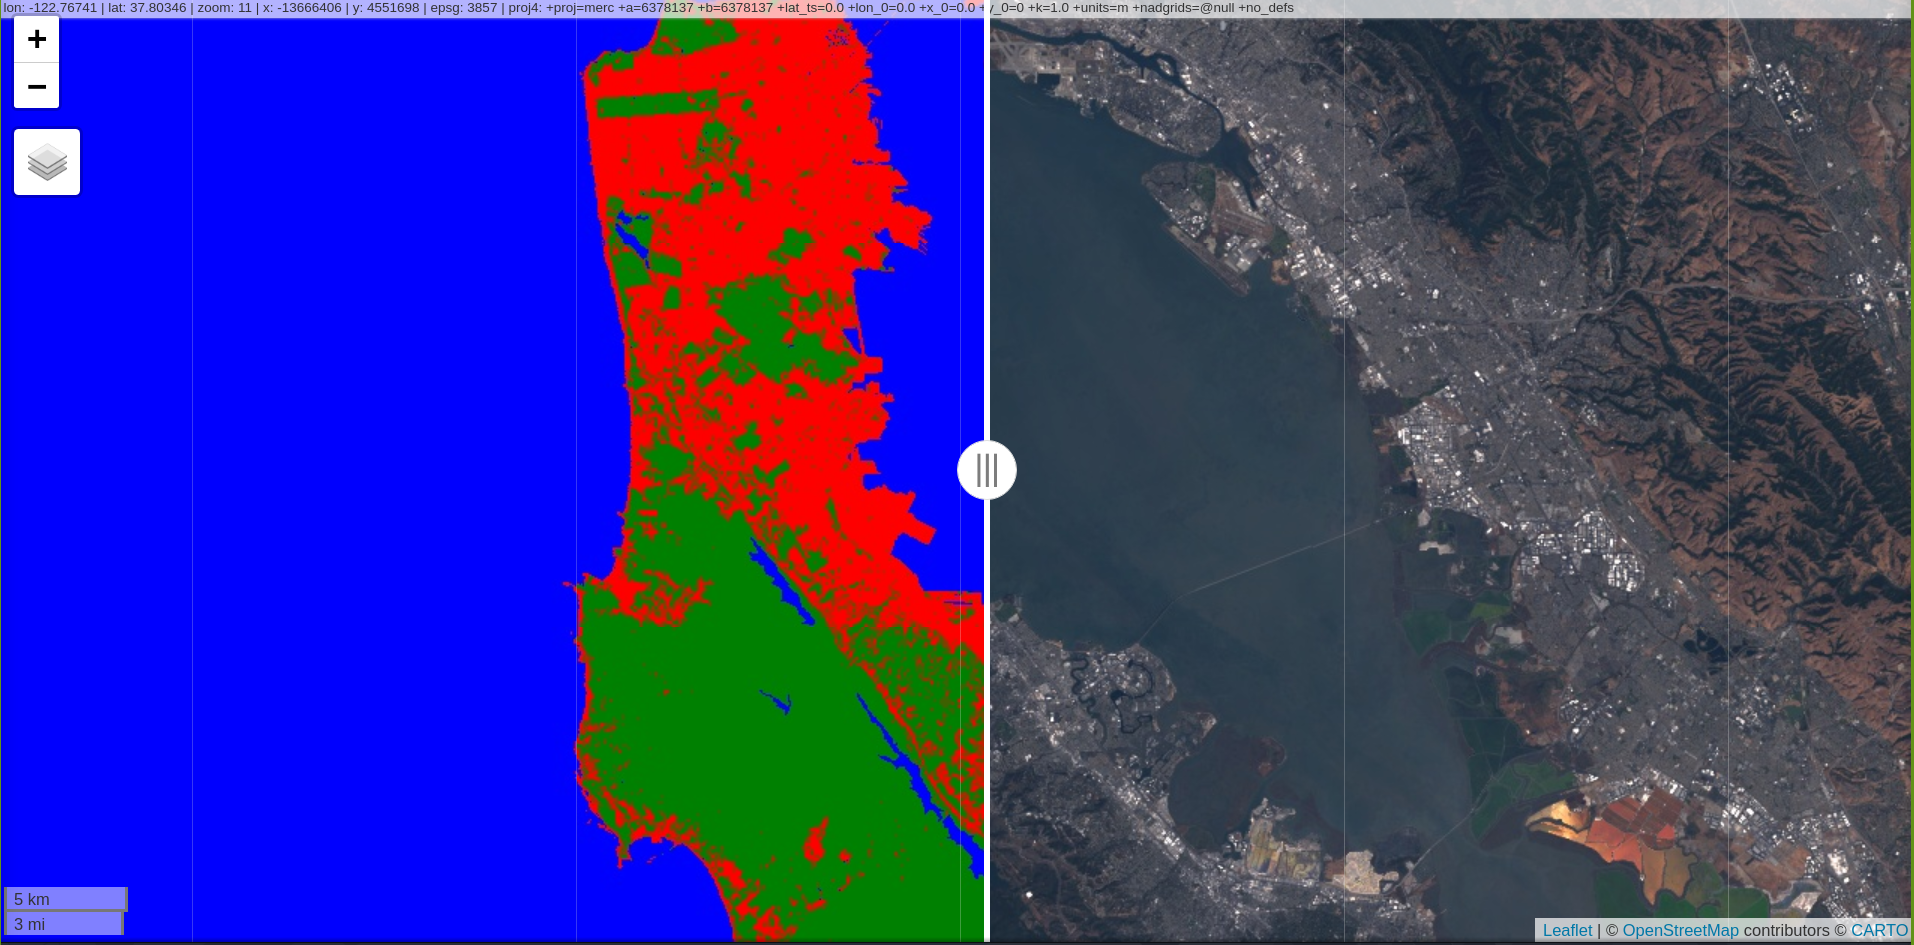 lon: -122.76741 | lat: 37.80346 | zoom: 11 | x: -13666406 | y: 4551698 | epsg: 3857 | proj4: +proj=merc +a=6378137 +b=6378137 +lat_ts=0.0 +lon_0=0.0 +x_0=0.0 +y_0=0 +k=1.0 +units=m +nadgrids=@null +no_defs
+
−
5 km
3 mi
Leaflet | © OpenStreetMap contributors © CARTO